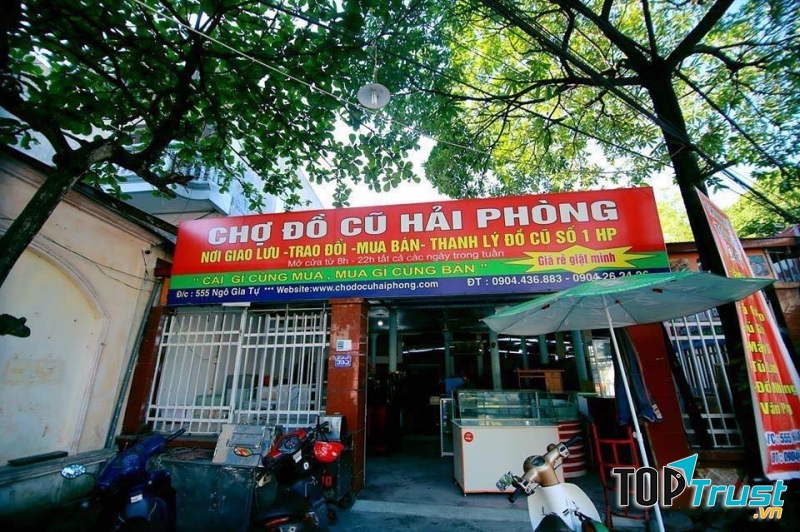 CHỢ ĐỒ CŨ HẢI PHÒNG
NƠI GIAO LƯU -TRAO ĐỔI -MUA BÁN- THANH LÝ ĐỒ CŨ SỐ 1 HP
Mở cửa từ 8h - 22h tất cả các ngày trong tuần
Giá rẻ giật mình
"CÁI GÌ CŨNG MUA, MUA GÌ CŨNG BÁN"
Đ/c : 555 Ngô Gia Tự *** Website:www.chodocuhaiphong.com
ĐT : 0904.436.883 - 0904.26
555
TOPTrust.vn